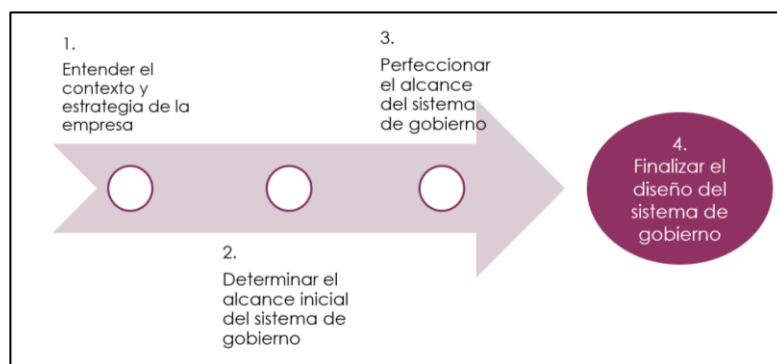 1.
Entender el
contexto y
estrategia de la
empresa
2.
Determinar el
alcance inicial
del sistema de
gobierno
3.
Perfeccionar
el alcance
del sistema
de gobierno
4.
Finalizar el
diseño del
sistema de
gobierno